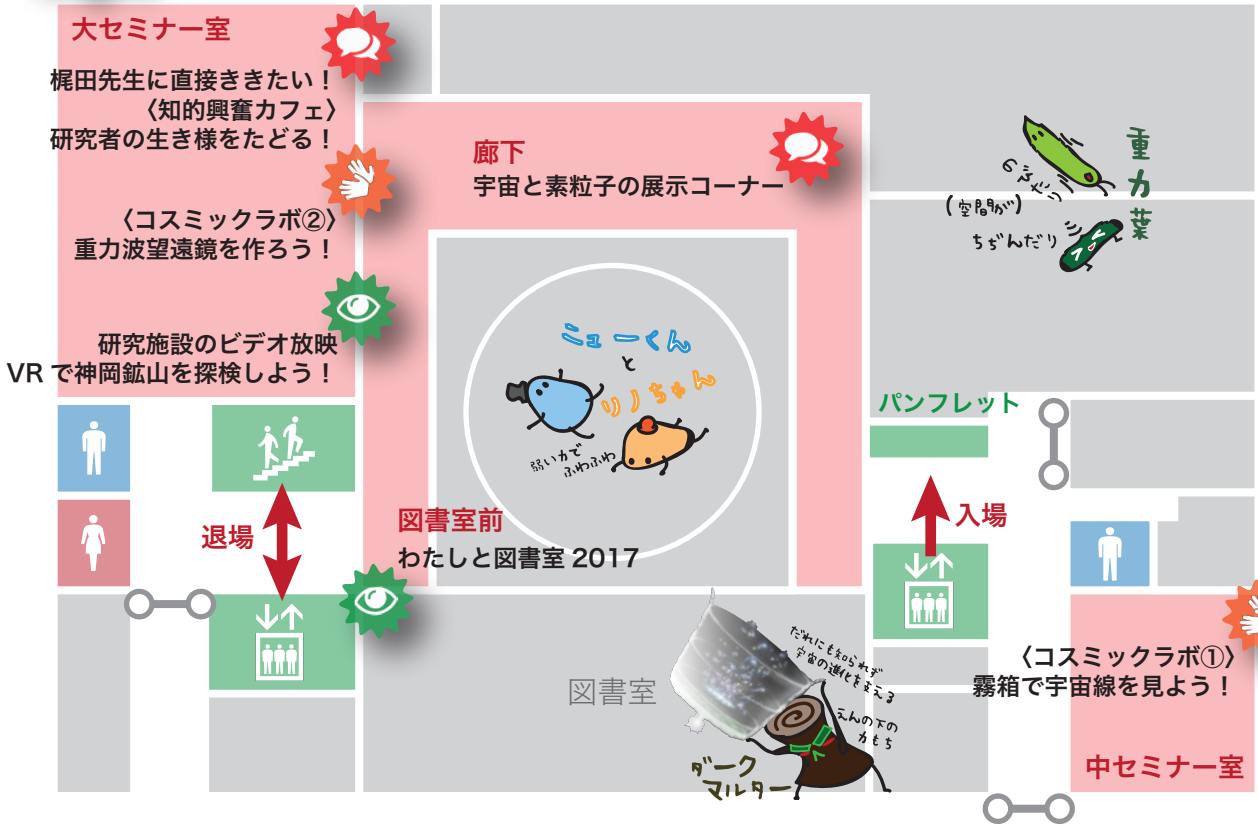 大セミナー室
梶田先生に直接ききたい！
〈知的興奮カフェ〉
研究者の生き様をたどる！
〈コスミックラボ②〉
重力波望遠鏡を作ろう！
研究施設のビデオ放映
VRで神岡鉱山を探検しよう！
廊下
宇宙と素粒子の展示コーナー
重力葉
のびたり
(空間が)
ちぢんだり
ニューくん
と
リノちゃん
弱い力で
ふわふわ
パンフレット
入場
退場
図書室前
わたしと図書室 2017
図書室
だれにも知られず
宇宙の進化を支える
えんの下の
力もち
ダーク
マルター
〈コスミックラボ①〉
霧箱で宇宙線を見よう！
中セミナー室